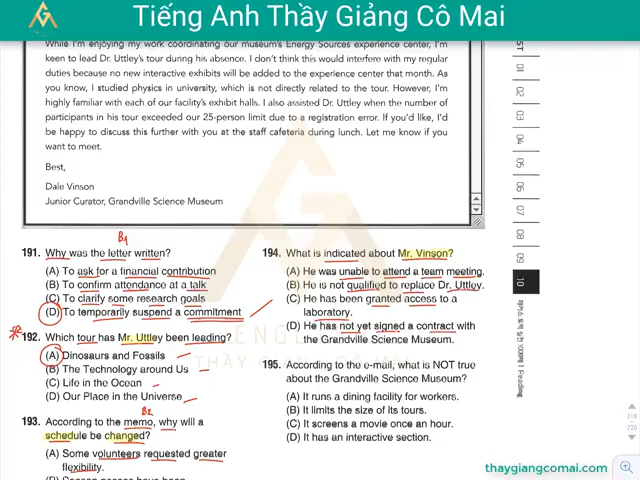 Tiếng Anh Thầy Giảng Cô Mai
While I'm enjoying my work coordinating our museum's Energy Sources experience center, I'm
keen to lead Dr. Uttley's tour during his absence. I don't think this would interfere with my regular
duties because no new interactive exhibits will be added to the experience center that month. As
you know, I studied physics in university, which is not directly related to the tour. However, I'm
highly familiar with each of our facility's exhibit halls. I also assisted Dr. Uttley when the number of
participants in his tour exceeded our 25-person limit due to a registration error. If you'd like, I'd
be happy to discuss this further with you at the staff cafeteria during lunch. Let me know if you
want to meet.
Best,
Dale Vinson
Junior Curator, Grandville Science Museum
B1
191. Why was the letter written?
(A) To ask for a financial contribution
(B) To confirm attendance at a talk
(C) To clarify some research goals
(D) To temporarily suspend a commitment
192. Which tour has Mr. Uttley been leading?
(A) Dinosaurs and Fossils
(B) The Technology around Us
(C) Life in the Ocean
(D) Our Place in the Universe
B2
193. According to the memo, why will a
schedule be changed?
(A) Some volunteers requested greater
flexibility.
194. What is indicated about Mr. Vinson?
(A) He was unable to attend a team meeting.
(B) He is not qualified to replace Dr. Uttley.
(C) He has been granted access to a
laboratory.
(D) He has not yet signed a contract with
the Grandville Science Museum.
195. According to the e-mail, what is NOT true
about the Grandville Science Museum?
(A) It runs a dining facility for workers.
(B) It limits the size of its tours.
(C) It screens a movie once an hour.
(D) It has an interactive section.
ST
01
02
03
04
05
06
07
08
09
10
218
220
thaygiangcomai.com